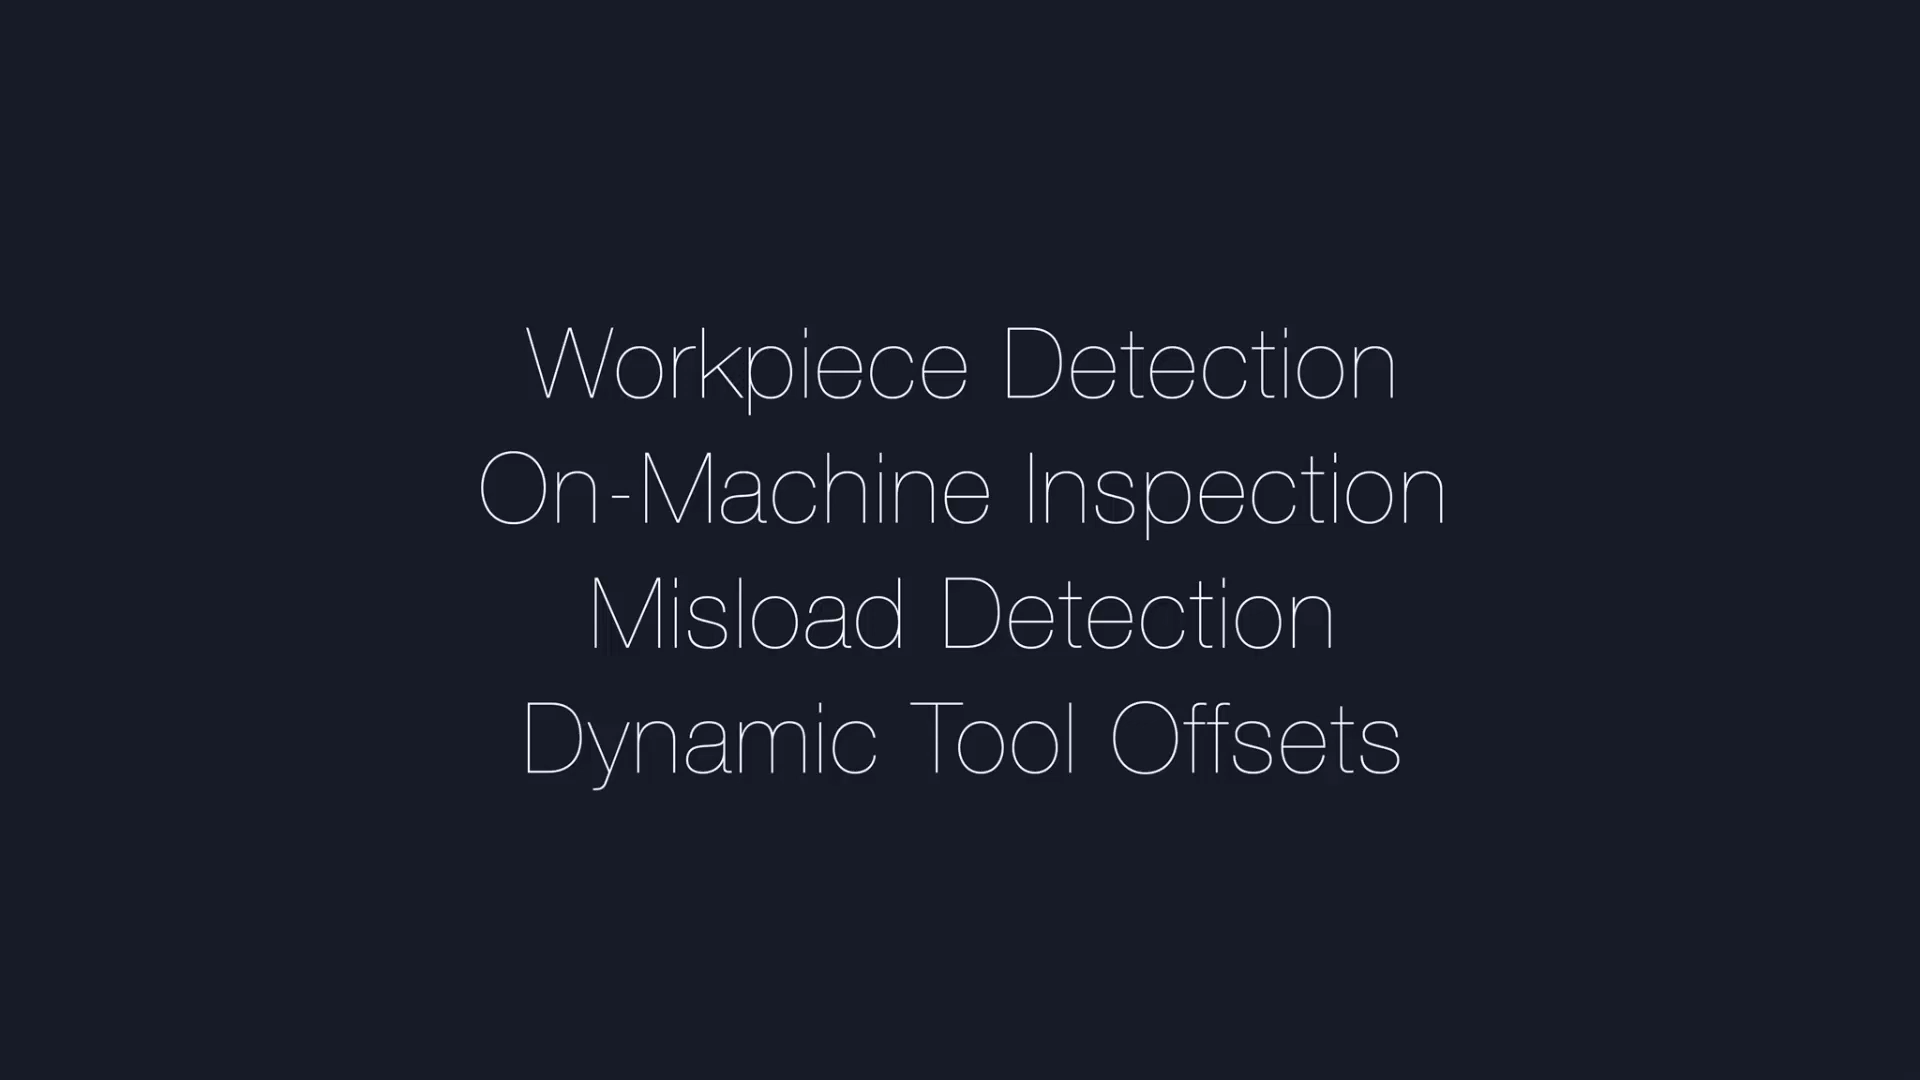 Workpiece Detection
On-Machine Inspection
Misload Detection
Dynamic Tool Offsets